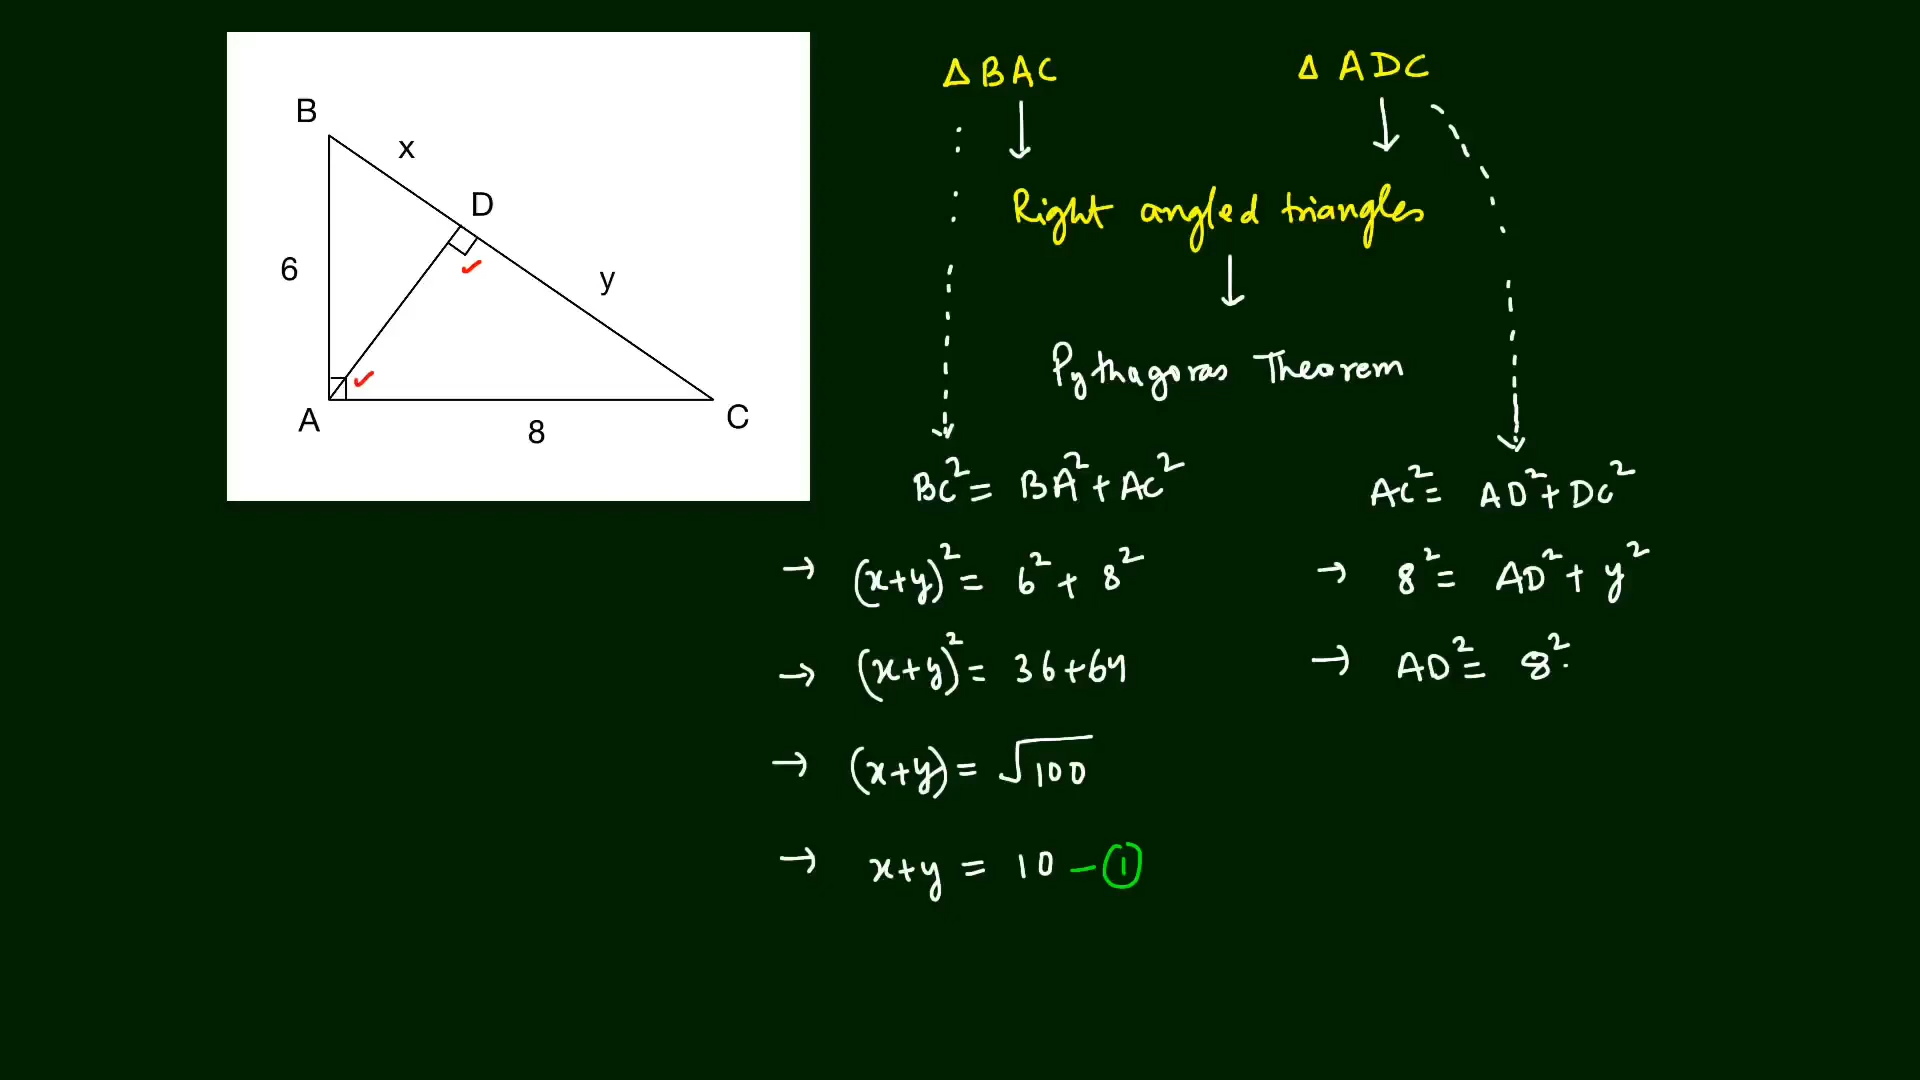 B
x
D
6
y
A
8
C
Δ BAC
Δ ADC
Right angled triangles
Pythagoras Theorem
BC² = BA² + AC²
→ (x+y)² = 6² + 8²
→ (x+y)² = 36+64
→ (x+y) = √100
→ x+y = 10 - ①
AC² = AD² + DC²
→ 8² = AD² + y²
→ AD² = 8²